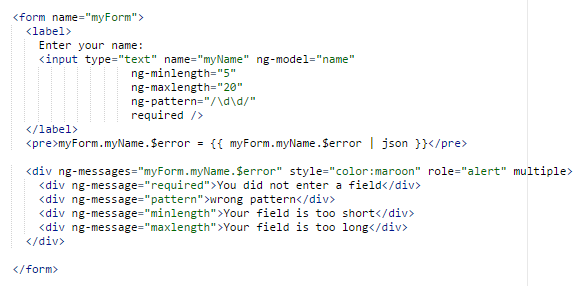 <form name="myForm">
<label>
Enter your name:
<input type="text" name="myName" ng-model="name"
ng-minlength="5"
ng-maxlength="20"
ng-pattern="/\d\d/"
required />
</label>
<pre>myForm.myName.$error = {{ myForm.myName.$error | json }}</pre>
<div ng-messages="myForm.myName.$error" style="color:maroon" role="alert" multiple>
<div ng-message="required">You did not enter a field</div>
<div ng-message="pattern">wrong pattern</div>
<div ng-message="minlength">Your field is too short</div>
<div ng-message="maxlength">Your field is too long</div>
</div>
</form>